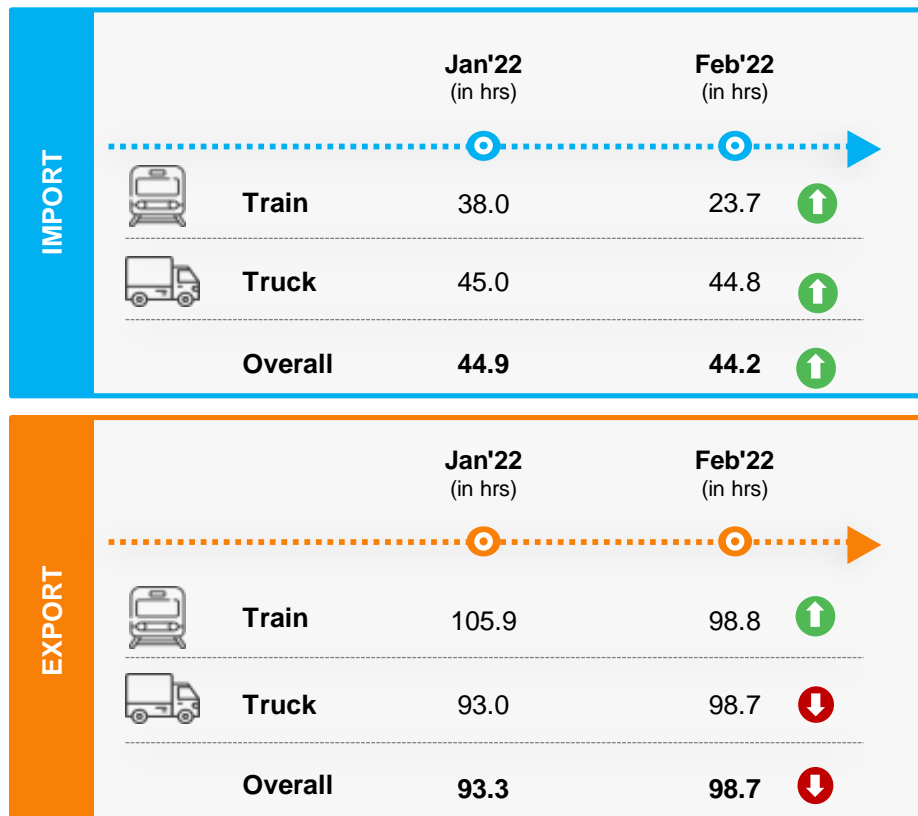 IMPORT
Jan'22 Feb'22
(in hrs) (in hrs)
Train 38.0 23.7
Truck 45.0 44.8
Overall 44.9 44.2
EXPORT
Jan'22 Feb'22
(in hrs) (in hrs)
Train 105.9 98.8
Truck 93.0 98.7
Overall 93.3 98.7